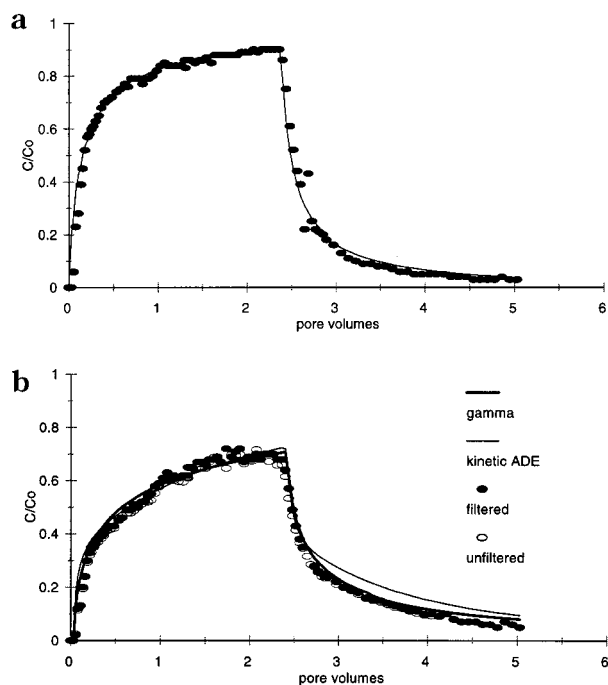 a
1
0.8
0.6
C/Co
0.4
0.2
0
0 1 2 3 4 5 6
pore volumes
b
1
0.8
0.6
C/Co
0.4
0.2
0
0 1 2 3 4 5 6
pore volumes
gamma
kinetic ADE
filtered
unfiltered